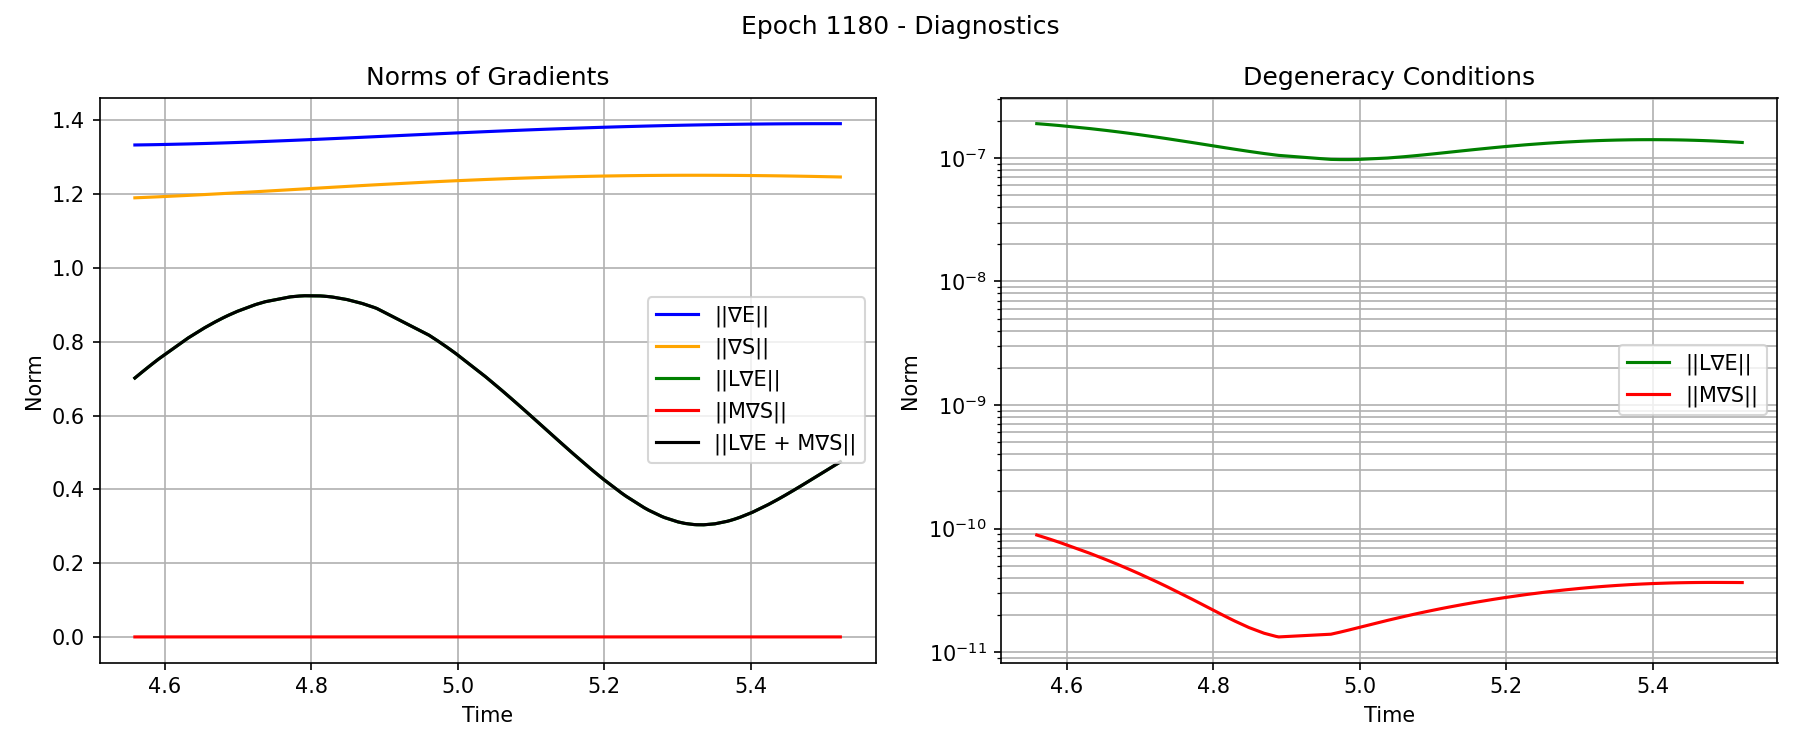 Epoch 1180 - Diagnostics
Norms of Gradients
Norm
1.4
1.2
1.0
0.8
0.6
0.4
0.2
0.0
4.6 4.8 5.0 5.2 5.4
Time
||∇E||
||∇S||
||L∇E||
||M∇S||
||L∇E + M∇S||
Degeneracy Conditions
Norm
10⁻⁷
10⁻⁸
10⁻⁹
10⁻¹⁰
10⁻¹¹
4.6 4.8 5.0 5.2 5.4
Time
||L∇E||
||M∇S||